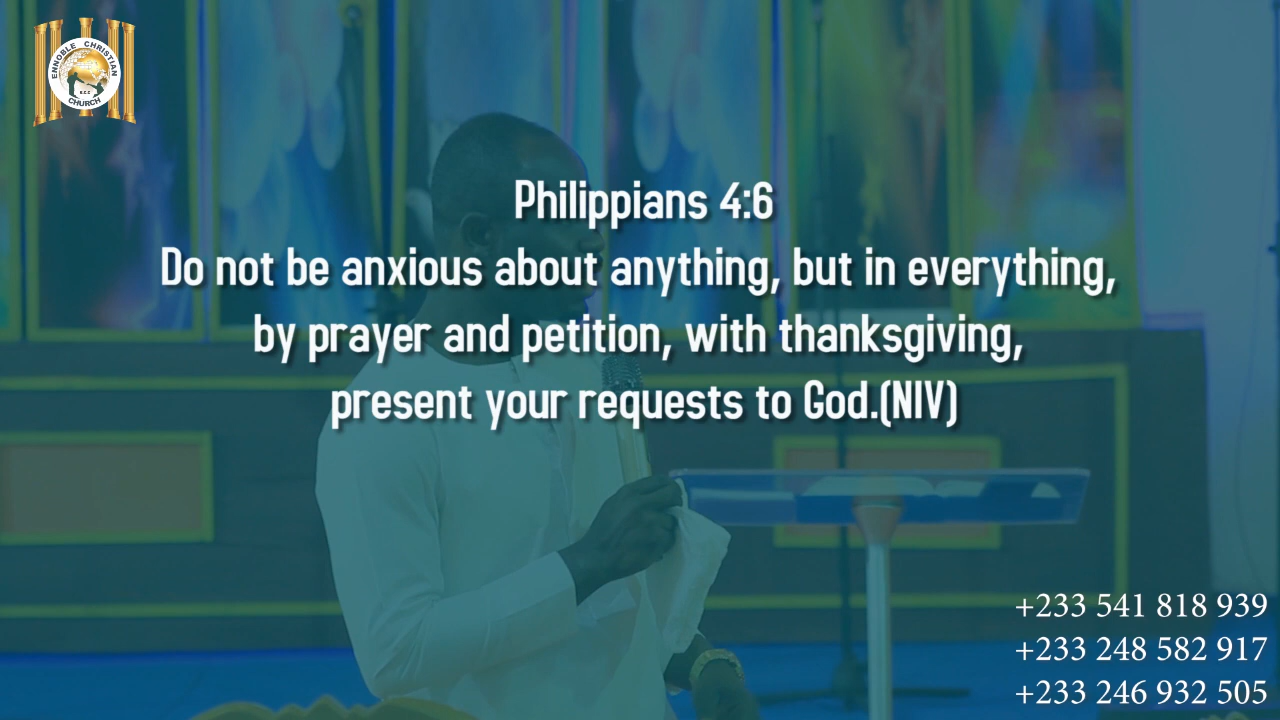 ENNOBLE CHRISTIAN
E.C.C
CHURCH
Philippians 4:6
Do not be anxious about anything, but in everything,
by prayer and petition, with thanksgiving,
present your requests to God.(NIV)
+233 541 818 939
+233 248 582 917
+233 246 932 505